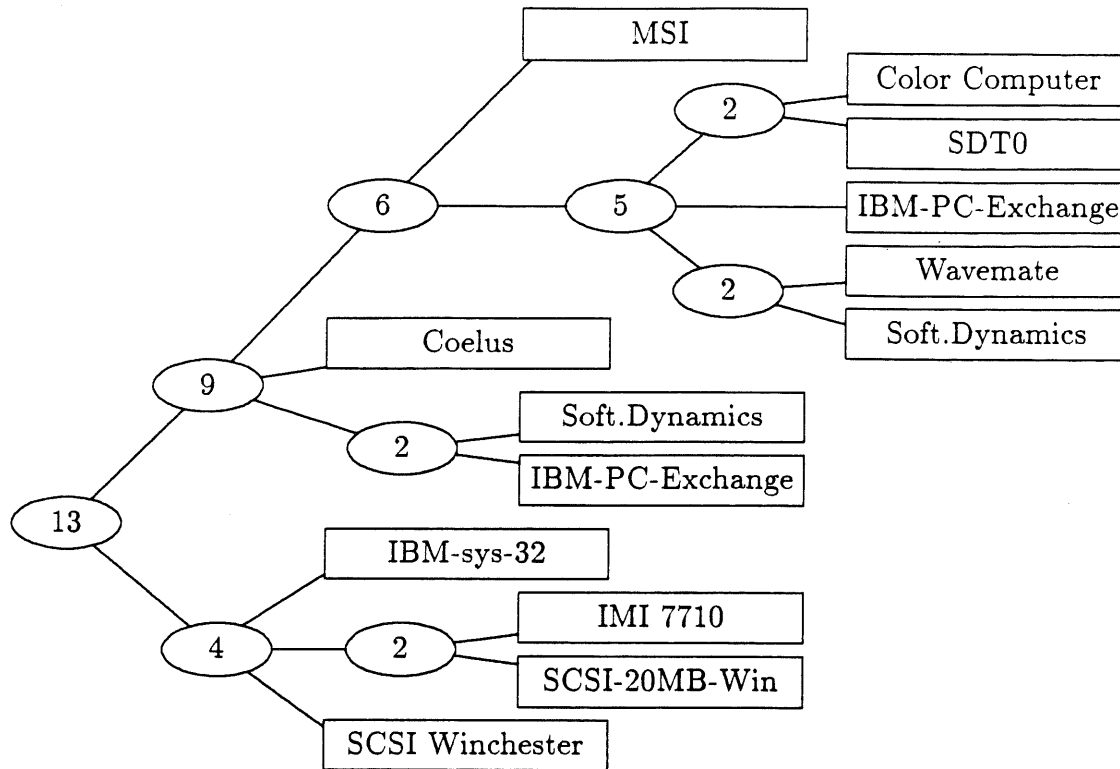 MSI
Color Computer
2
SDT0
6
5
IBM-PC-Exchange
Wavemate
2
Soft.Dynamics
Coelus
9
Soft.Dynamics
2
IBM-PC-Exchange
13
IBM-sys-32
IMI 7710
4
2
SCSI-20MB-Win
SCSI Winchester